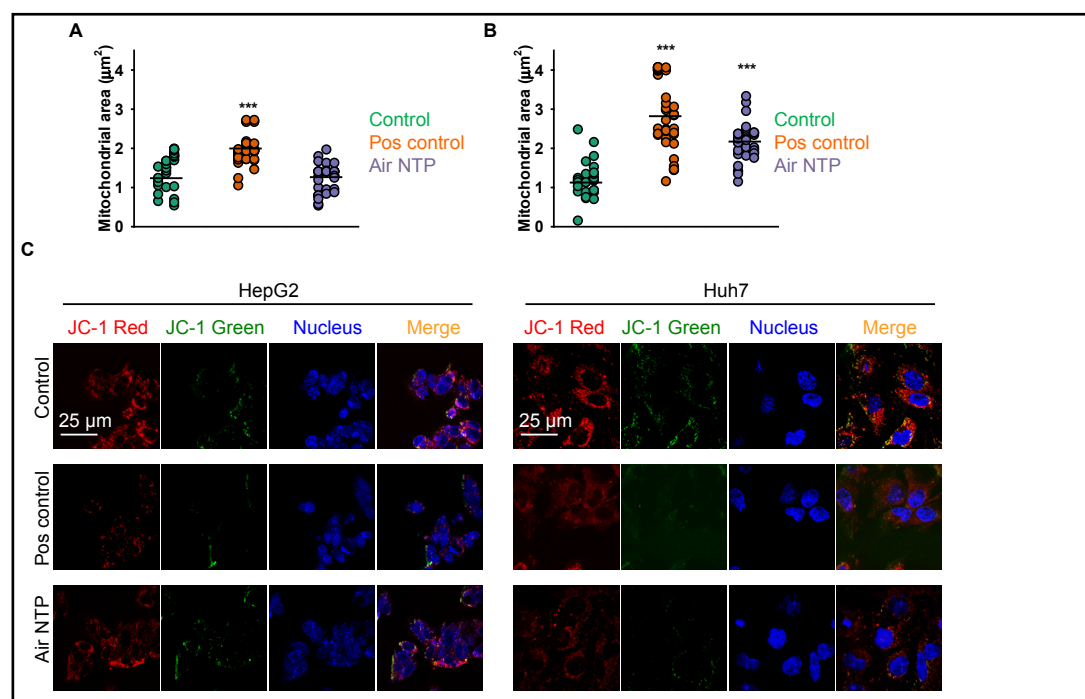 A
Mitochondrial area (µm²)
4
3
2
1
0
***
Control
Pos control
Air NTP
B
Mitochondrial area (µm²)
4
3
2
1
0
***
***
Control
Pos control
Air NTP
C
HepG2
Huh7
JC-1 Red JC-1 Green Nucleus Merge
JC-1 Red JC-1 Green Nucleus Merge
Control
25 µm
25 µm
Pos control
Air NTP